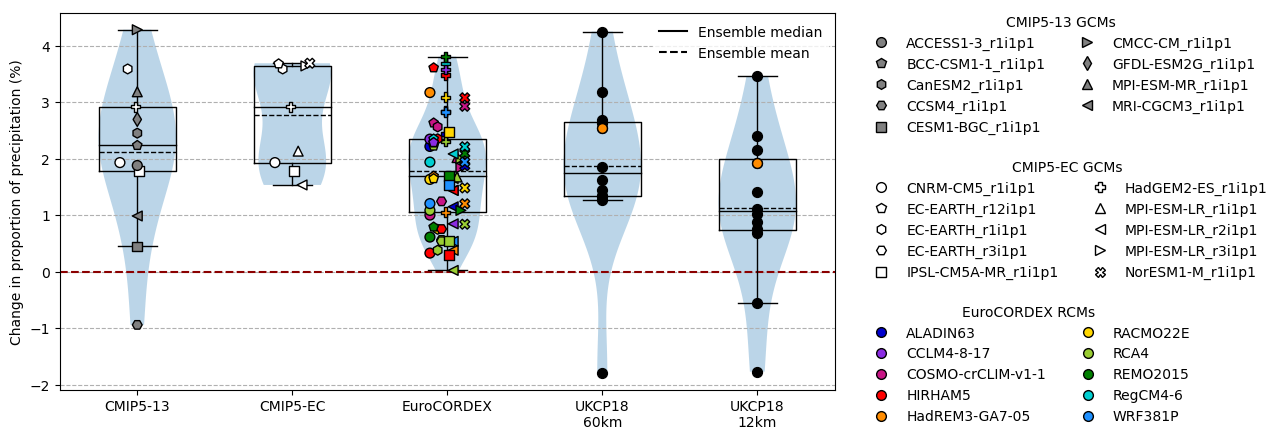 Change in proportion of precipitation (%)
4
3
2
1
0
−1
−2
Ensemble median
Ensemble mean
CMIP5-13
CMIP5-EC
EuroCORDEX
UKCP18
60km
UKCP18
12km
CMIP5-13 GCMs
ACCESS1-3_r1i1p1
BCC-CSM1-1_r1i1p1
CanESM2_r1i1p1
CCSM4_r1i1p1
CESM1-BGC_r1i1p1
CMCC-CM_r1i1p1
GFDL-ESM2G_r1i1p1
MPI-ESM-MR_r1i1p1
MRI-CGCM3_r1i1p1
CMIP5-EC GCMs
CNRM-CM5_r1i1p1
EC-EARTH_r12i1p1
EC-EARTH_r1i1p1
EC-EARTH_r3i1p1
IPSL-CM5A-MR_r1i1p1
HadGEM2-ES_r1i1p1
MPI-ESM-LR_r1i1p1
MPI-ESM-LR_r2i1p1
MPI-ESM-LR_r3i1p1
NorESM1-M_r1i1p1
EuroCORDEX RCMs
ALADIN63
CCLM4-8-17
COSMO-crCLIM-v1-1
HIRHAM5
HadREM3-GA7-05
RACMO22E
RCA4
REMO2015
RegCM4-6
WRF381P